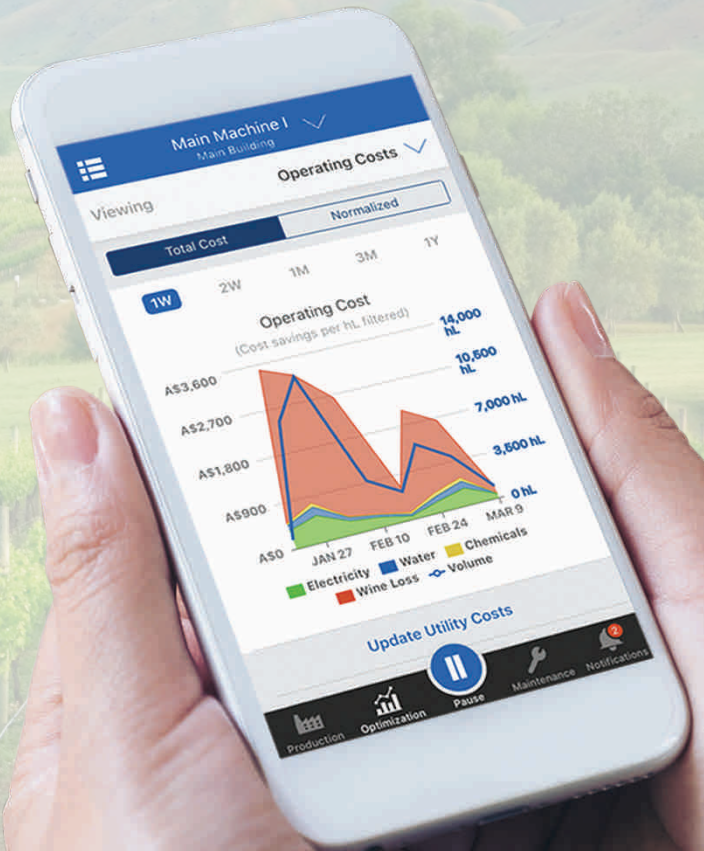 Main Machine I
Main Building
Viewing
Operating Costs
Total Cost
Normalized
1W
2W
1M
3M
1Y
Operating Cost
(Cost savings per hL filtered)
A$3,600
A$2,700
A$1,800
A$900
A$0
14,000
hL
10,500
hL
7,000 hL
3,500 hL
0 hL
JAN 27
FEB 10
FEB 24
MAR 9
Electricity
Water
Chemicals
Wine Loss
Volume
Update Utility Costs
Production
Optimization
Pause
Maintenance
2
Notifications